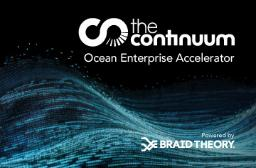 the
continuum
Ocean Enterprise Accelerator
Powered by
BRAID THEORY